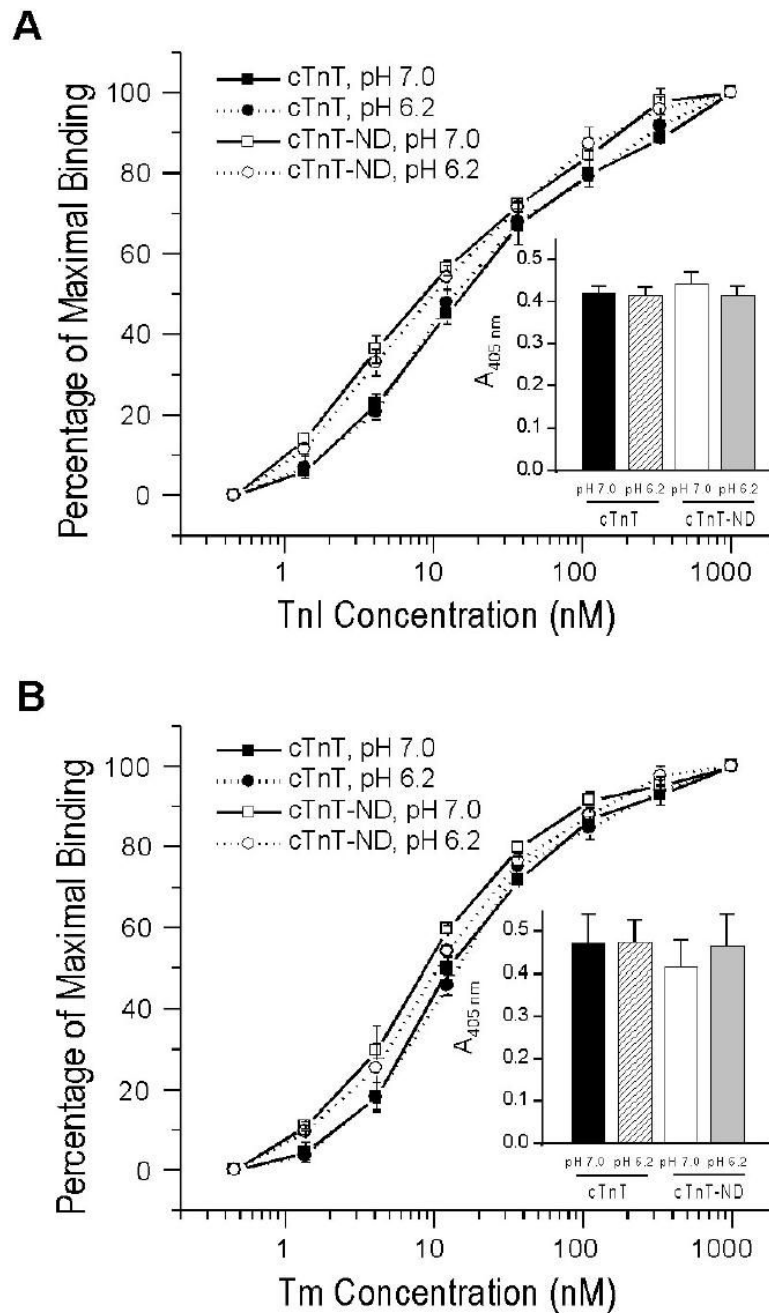 A
cTnT, pH 7.0
cTnT, pH 6.2
cTnT-ND, pH 7.0
cTnT-ND, pH 6.2
Percentage of Maximal Binding
100
80
60
40
20
0
1
10
100
1000
TnI Concentration (nM)
A405 nm
0.5
0.4
0.3
0.2
0.1
0.0
pH 7.0 pH 6.2 pH 7.0 pH 6.2
cTnT cTnT-ND
B
cTnT, pH 7.0
cTnT, pH 6.2
cTnT-ND, pH 7.0
cTnT-ND, pH 6.2
Percentage of Maximal Binding
100
80
60
40
20
0
1
10
100
1000
Tm Concentration (nM)
A405 nm
0.5
0.4
0.3
0.2
0.1
0.0
pH 7.0 pH 6.2 pH 7.0 pH 6.2
cTnT cTnT-ND